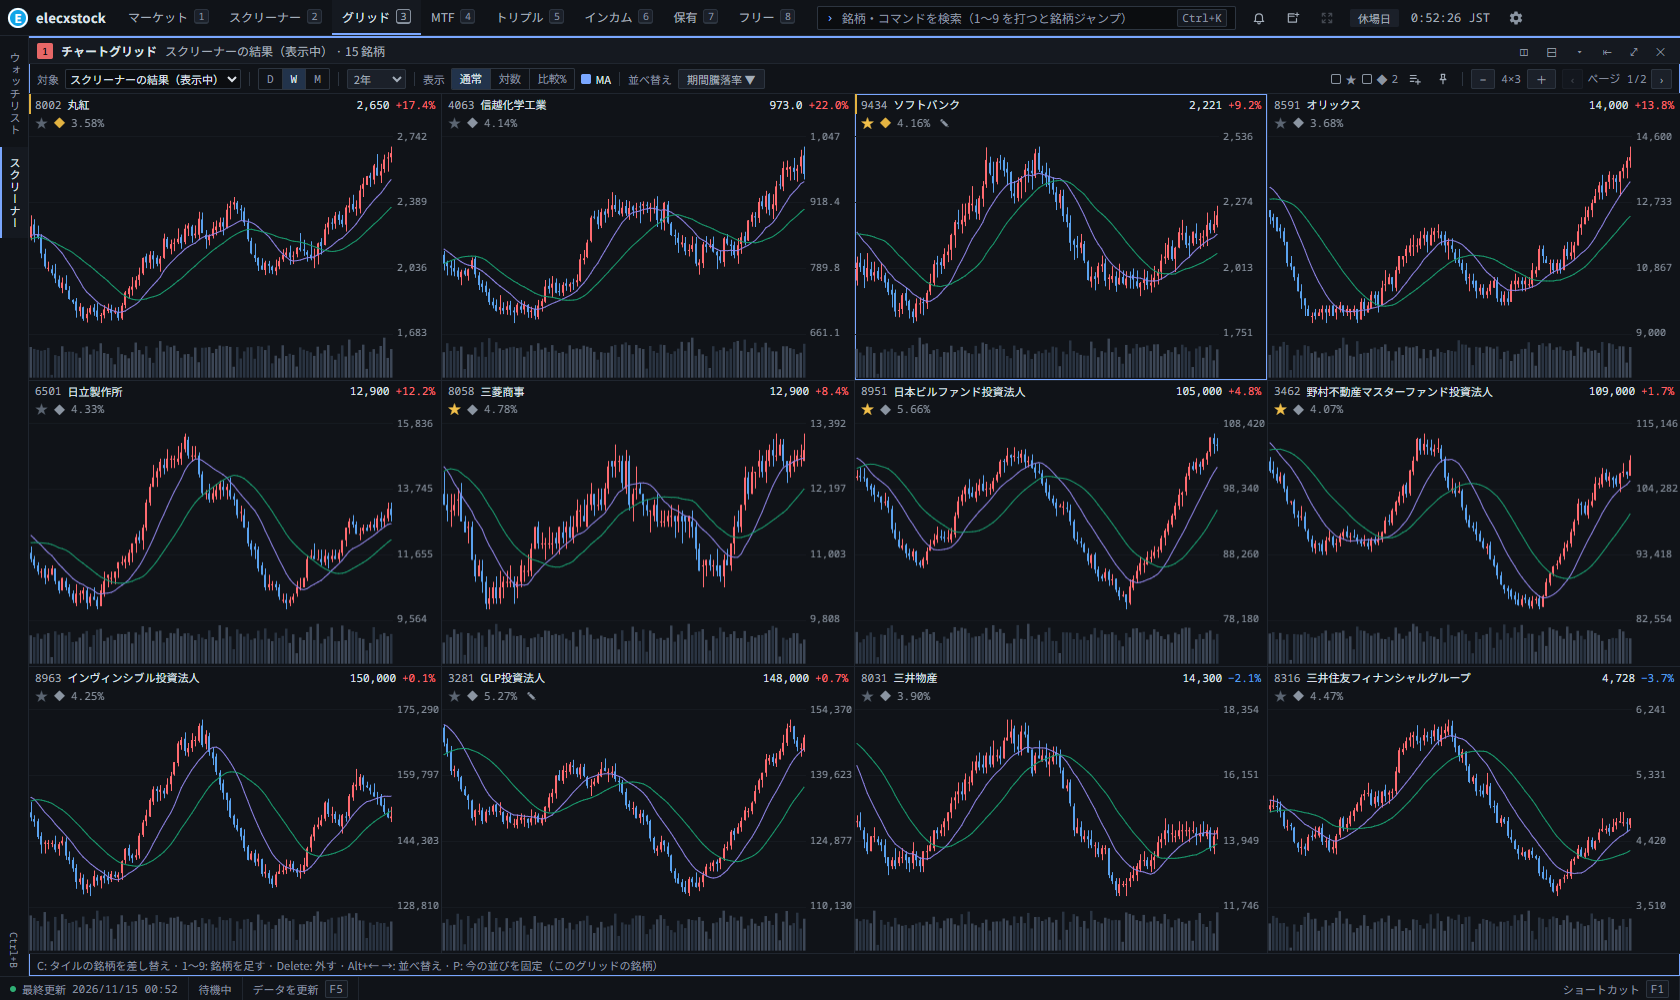 elecxstock マーケット 1 スクリーナー 2 グリッド 3 MTF 4 トリプル 5 インカム 6 保有 7 フリー 8 › 銘柄・コマンドを検索（1〜9 を打つと銘柄ジャンプ） Ctrl+K 休場日 0:52:26 JST
ウォッチリスト
スクリーナー
Ctrl+B
1 チャートグリッド スクリーナーの結果（表示中）・15 銘柄
対象 スクリーナーの結果（表示中） D W M 2年 表示 通常 対数 比較% MA 並べ替え 期間騰落率 ▼ ★ ◆ 2 − 4×3 + ‹ ページ 1/2 ›
8002 丸紅 2,650 +17.4%
★ ◆ 3.58%
2,742
2,389
2,036
1,683
4063 信越化学工業 973.0 +22.0%
★ ◆ 4.14%
1,047
918.4
789.8
661.1
9434 ソフトバンク 2,221 +9.2%
★ ◆ 4.16%
2,536
2,274
2,013
1,751
8591 オリックス 14,000 +13.8%
★ ◆ 3.68%
14,600
12,733
10,867
9,000
6501 日立製作所 12,900 +12.2%
★ ◆ 4.33%
15,836
13,745
11,655
9,564
8058 三菱商事 12,900 +8.4%
★ ◆ 4.78%
13,392
12,197
11,003
9,808
8951 日本ビルファンド投資法人 105,000 +4.8%
★ ◆ 5.66%
108,420
98,340
88,260
78,180
3462 野村不動産マスターファンド投資法人 109,000 +1.7%
★ ◆ 4.07%
115,146
104,282
93,418
82,554
8963 インヴィンシブル投資法人 150,000 +0.1%
★ ◆ 4.25%
175,290
159,797
144,303
128,810
3281 GLP投資法人 148,000 +0.7%
★ ◆ 5.27%
154,370
139,623
124,877
110,130
8031 三井物産 14,300 −2.1%
★ ◆ 3.90%
18,354
16,151
13,949
11,746
8316 三井住友フィナンシャルグループ 4,728 −3.7%
★ ◆ 4.47%
6,241
5,331
4,420
3,510
C: タイルの銘柄を差し替え・1〜9: 銘柄を足す・Delete: 外す・Alt+← →: 並べ替え・P: 今の並びを固定（このグリッドの銘柄）
最終更新 2026/11/15 00:52 待機中 データを更新 F5 ショートカット F1